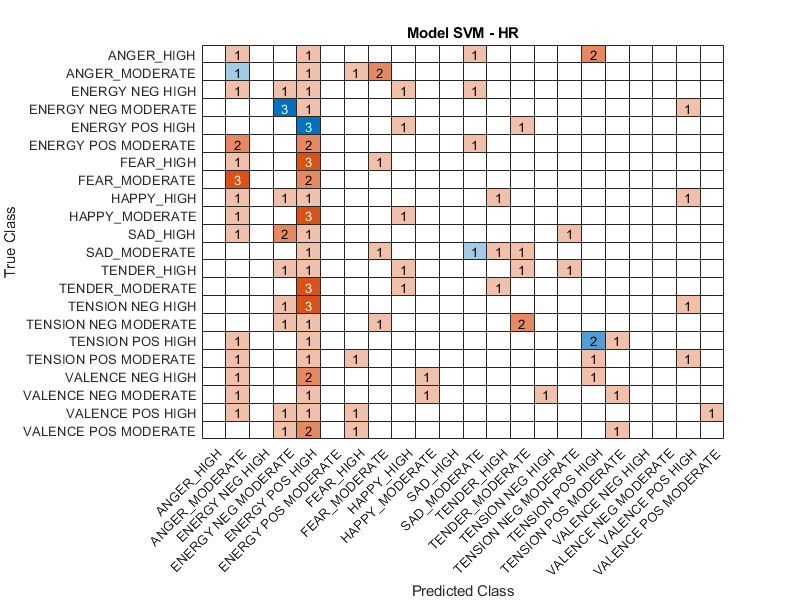 Model SVM - HR
True Class
ANGER_HIGH 1 1 1 2
ANGER_MODERATE 1 1 1 2
ENERGY NEG HIGH 1 1 1 1 1
ENERGY NEG MODERATE 3 1 1
ENERGY POS HIGH 3 1 1
ENERGY POS MODERATE 2 2 1
FEAR_HIGH 1 3 1
FEAR_MODERATE 3 2
HAPPY_HIGH 1 1 1 1 1
HAPPY_MODERATE 1 3 1
SAD_HIGH 1 2 1 1
SAD_MODERATE 1 1 1 1 1
TENDER_HIGH 1 1 1 1 1
TENDER_MODERATE 3 1 1
TENSION NEG HIGH 1 3 1
TENSION NEG MODERATE 1 1 1 2
TENSION POS HIGH 1 1 2 1
TENSION POS MODERATE 1 1 1 1 1
VALENCE NEG HIGH 1 2 1 1
VALENCE NEG MODERATE 1 1 1 1 1
VALENCE POS HIGH 1 1 1 1 1
VALENCE POS MODERATE 1 2 1 1
ANGER_HIGH
ANGER_MODERATE
ENERGY NEG HIGH
ENERGY NEG MODERATE
ENERGY POS HIGH
ENERGY POS MODERATE
FEAR_HIGH
FEAR_MODERATE
HAPPY_HIGH
HAPPY_MODERATE
SAD_HIGH
SAD_MODERATE
TENDER_HIGH
TENDER_MODERATE
TENSION NEG HIGH
TENSION NEG MODERATE
TENSION POS HIGH
TENSION POS MODERATE
VALENCE NEG HIGH
VALENCE NEG MODERATE
VALENCE POS HIGH
VALENCE POS MODERATE
Predicted Class